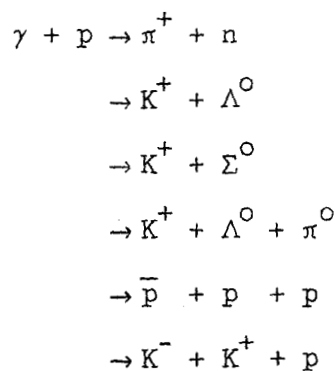 γ + p → π⁺ + n
→ K⁺ + Λ⁰
→ K⁺ + Σ⁰
→ K⁺ + Λ⁰ + π⁰
→ p̅ + p + p
→ K⁻ + K⁺ + p